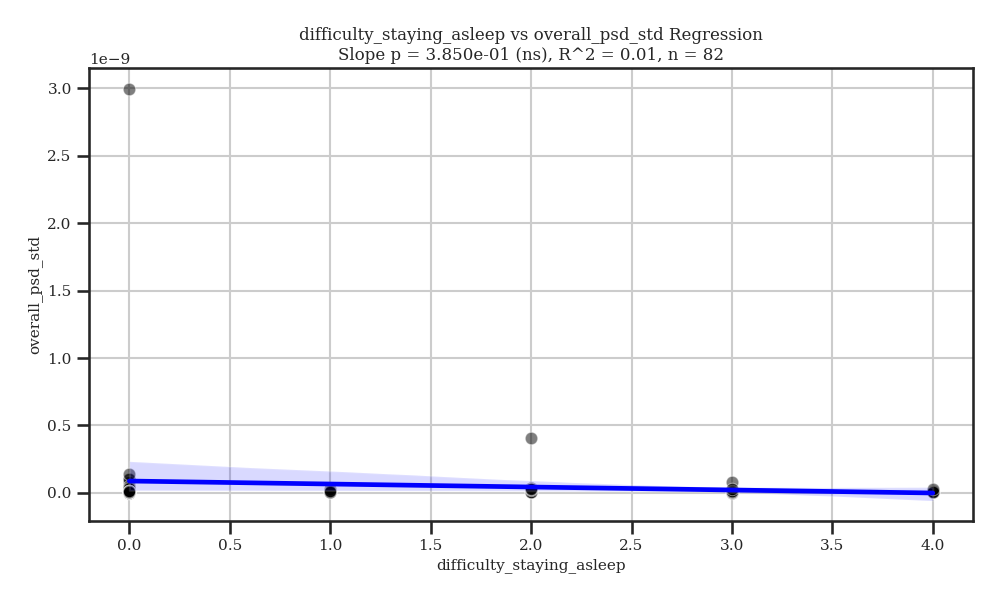 difficulty_staying_asleep vs overall_psd_std Regression
Slope p = 3.850e-01 (ns), R^2 = 0.01, n = 82
1e−9
3.0
2.5
2.0
1.5
1.0
0.5
0.0
overall_psd_std
0.0 0.5 1.0 1.5 2.0 2.5 3.0 3.5 4.0
difficulty_staying_asleep